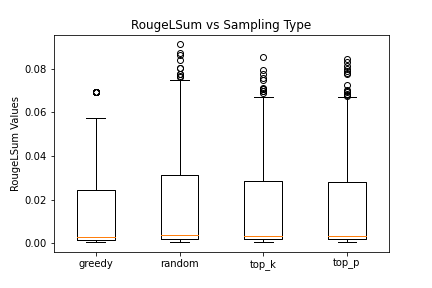 RougeLSum vs Sampling Type
RougeLSum Values
0.08
0.06
0.04
0.02
0.00
greedy random top_k top_p